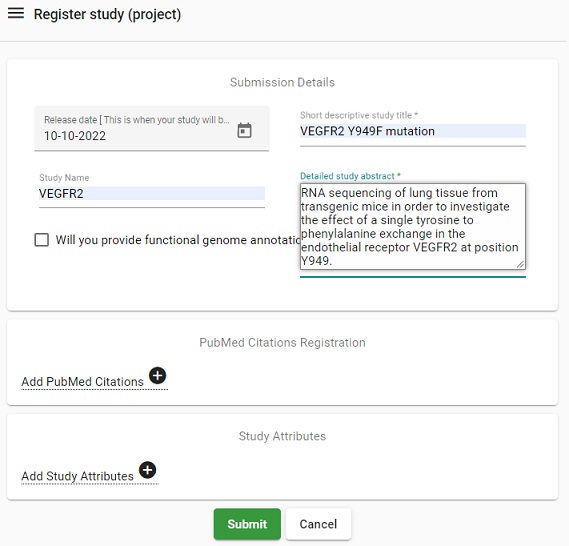 Register study (project)
Submission Details
Release date [ This is when your study will b...
10-10-2022
Short descriptive study title *
VEGFR2 Y949F mutation
Study Name
VEGFR2
Detailed study abstract *
RNA sequencing of lung tissue from
transgenic mice in order to investigate
the effect of a single tyrosine to
phenylalanine exchange in the
endothelial receptor VEGFR2 at position
Y949.
Will you provide functional genome annotatio
PubMed Citations Registration
Add PubMed Citations
Study Attributes
Add Study Attributes
Submit
Cancel